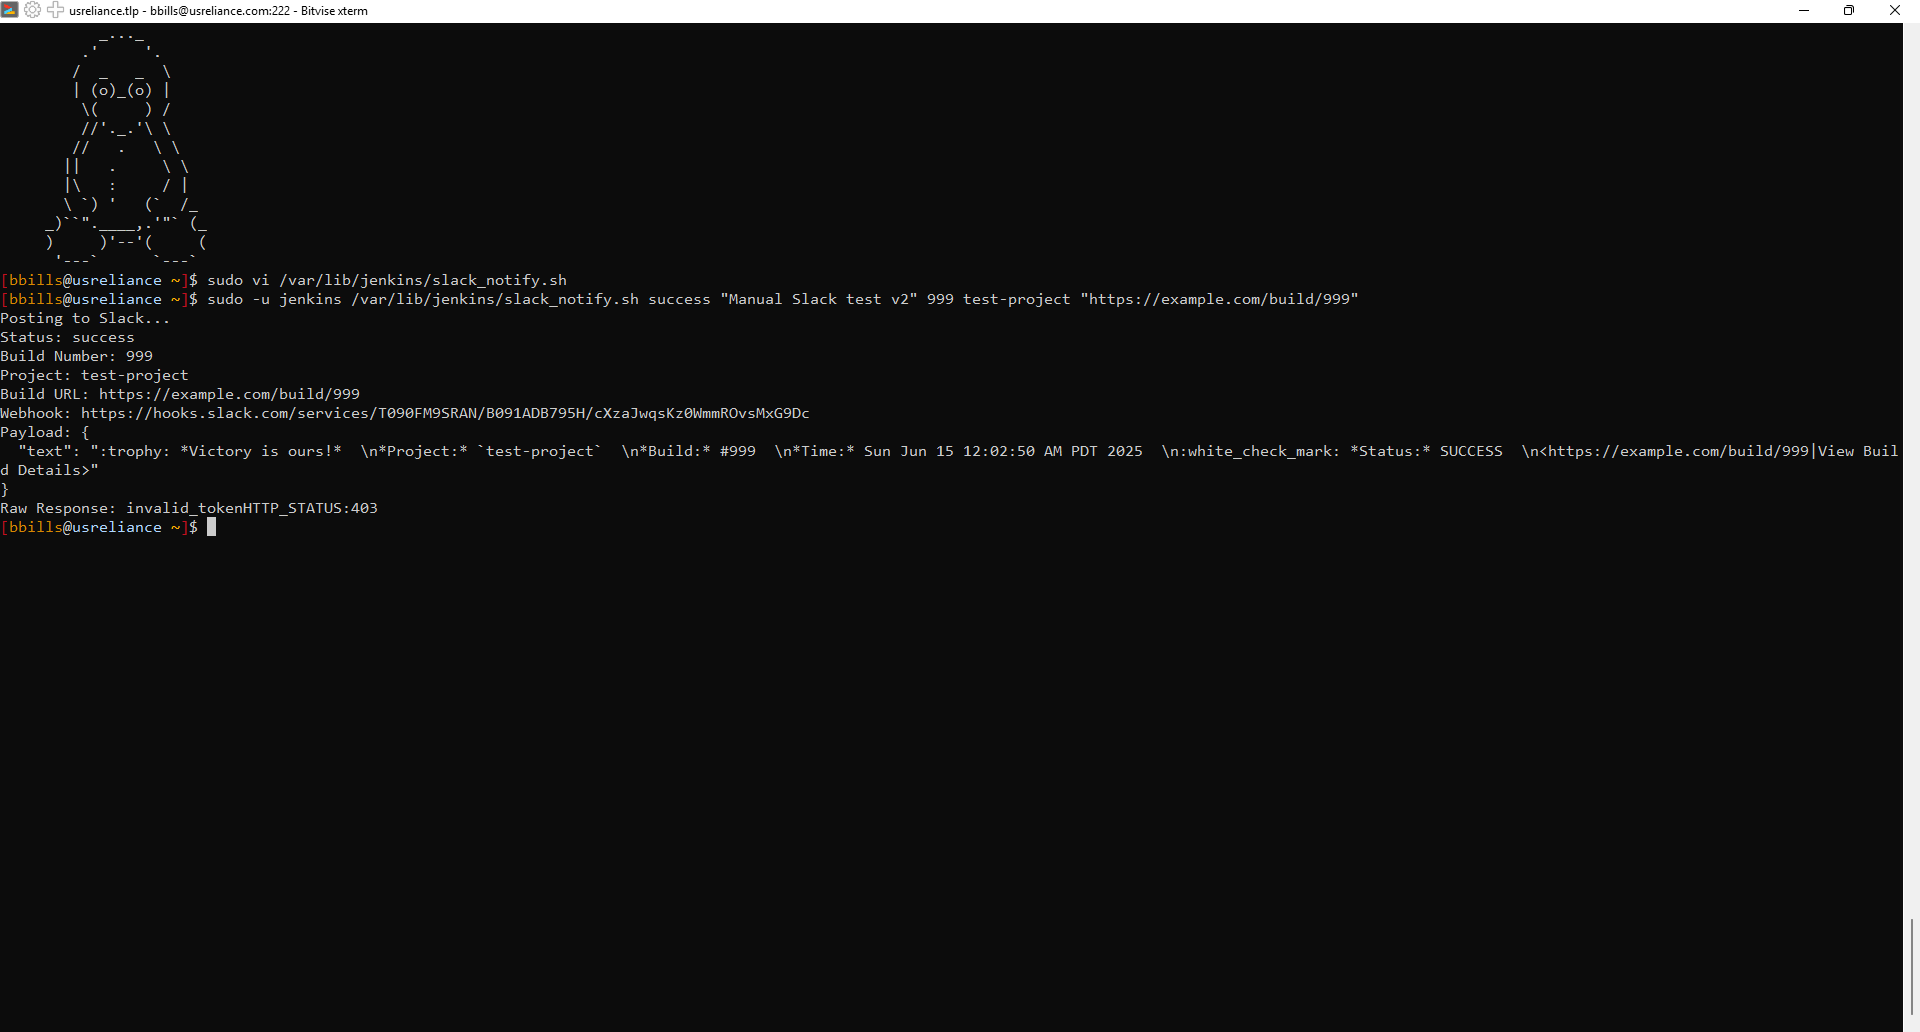 usreliance.tlp - bbills@usreliance.com:222 - Bitvise xterm
[bbills@usreliance ~]$ sudo vi /var/lib/jenkins/slack_notify.sh
[bbills@usreliance ~]$ sudo -u jenkins /var/lib/jenkins/slack_notify.sh success "Manual Slack test v2" 999 test-project "https://example.com/build/999"
Posting to Slack...
Status: success
Build Number: 999
Project: test-project
Build URL: https://example.com/build/999
Webhook: https://hooks.slack.com/services/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
Payload: {
  "text": ":trophy: *Victory is ours!*  \n*Project:* `test-project`  \n*Build:* #999  \n*Time:* Sun Jun 15 12:02:50 AM PDT 2025  \n:white_check_mark: *Status:* SUCCESS  \n<https://example.com/build/999|View Buil
d Details>"
}
Raw Response: invalid_tokenHTTP_STATUS:403
[bbills@usreliance ~]$